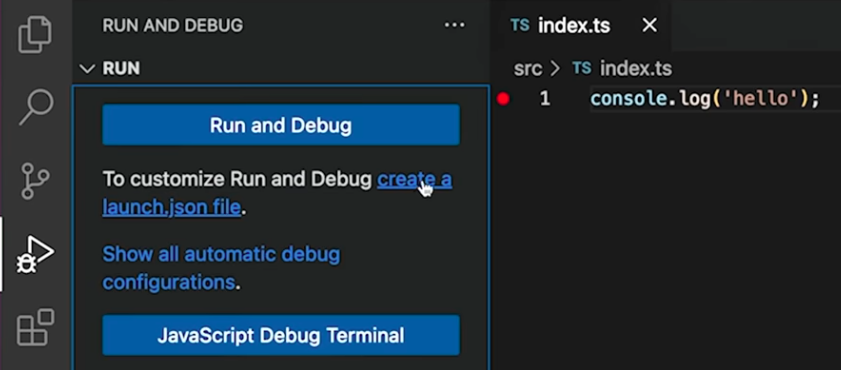 RUN AND DEBUG ...
RUN
Run and Debug
To customize Run and Debug create a
launch.json file.
Show all automatic debug
configurations.
JavaScript Debug Terminal
TS index.ts ×
src > TS index.ts
1 console.log('hello');